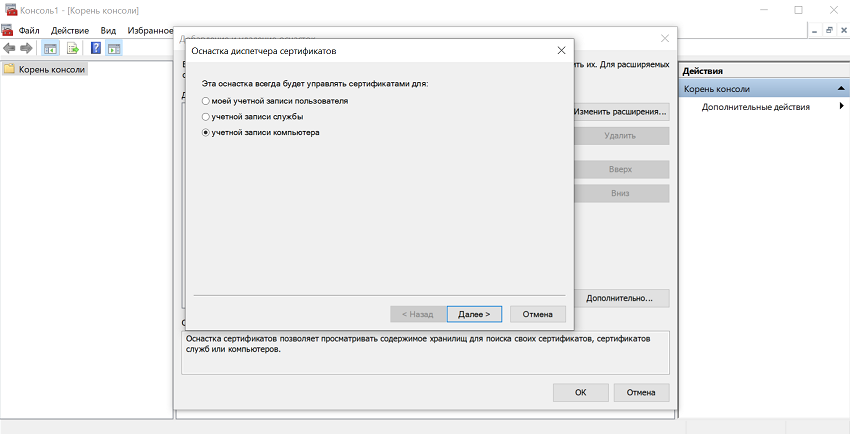 Консоль1 - [Корень консоли]
Файл Действие Вид Избранное
Корень консоли
Оснастка диспетчера сертификатов
Эта оснастка всегда будет управлять сертификатами для:
моей учетной записи пользователя
учетной записи службы
учетной записи компьютера
< Назад Далее > Отмена
ить их. Для расширяемых
Изменить расширения...
Удалить
Вверх
Вниз
Дополнительно...
Оснастка сертификатов позволяет просматривать содержимое хранилищ для поиска своих сертификатов, сертификатов
служб или компьютеров.
OK Отмена
Действия
Корень консоли
Дополнительные действия